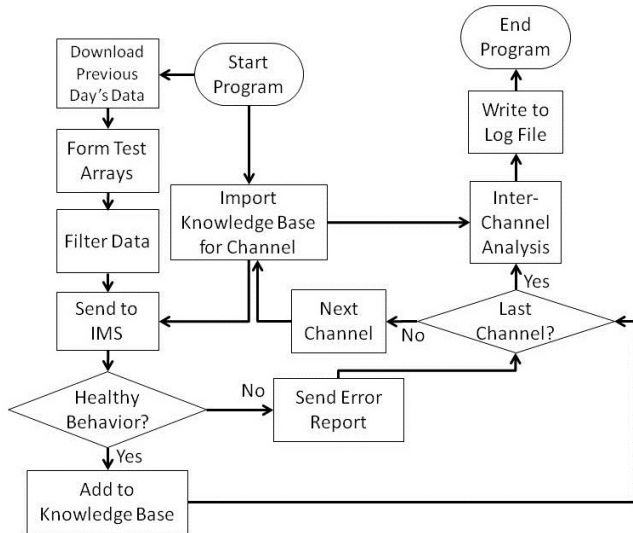 Download
Previous
Day's Data
Start
Program
End
Program
Write to
Log File
Form Test
Arrays
Import
Knowledge Base
for Channel
Inter-
Channel
Analysis
Filter Data
Send to
IMS
Next
Channel
Last
Channel?
Yes
No
Healthy
Behavior?
No
Send Error
Report
Yes
Add to
Knowledge Base